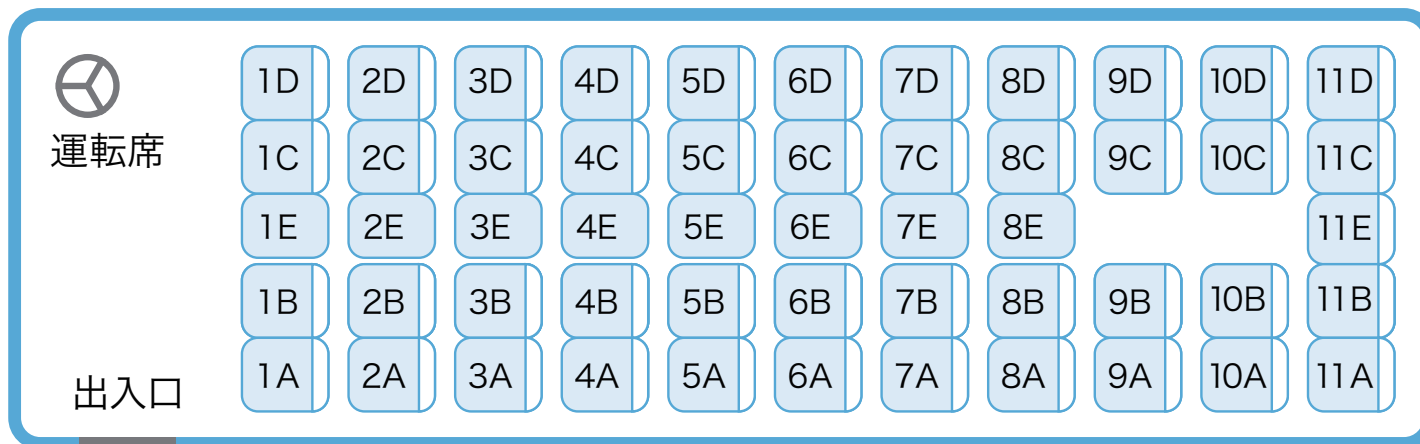 1D 2D 3D 4D 5D 6D 7D 8D 9D 10D 11D
運転席
1C 2C 3C 4C 5C 6C 7C 8C 9C 10C 11C
1E 2E 3E 4E 5E 6E 7E 8E 11E
1B 2B 3B 4B 5B 6B 7B 8B 9B 10B 11B
1A 2A 3A 4A 5A 6A 7A 8A 9A 10A 11A
出入口